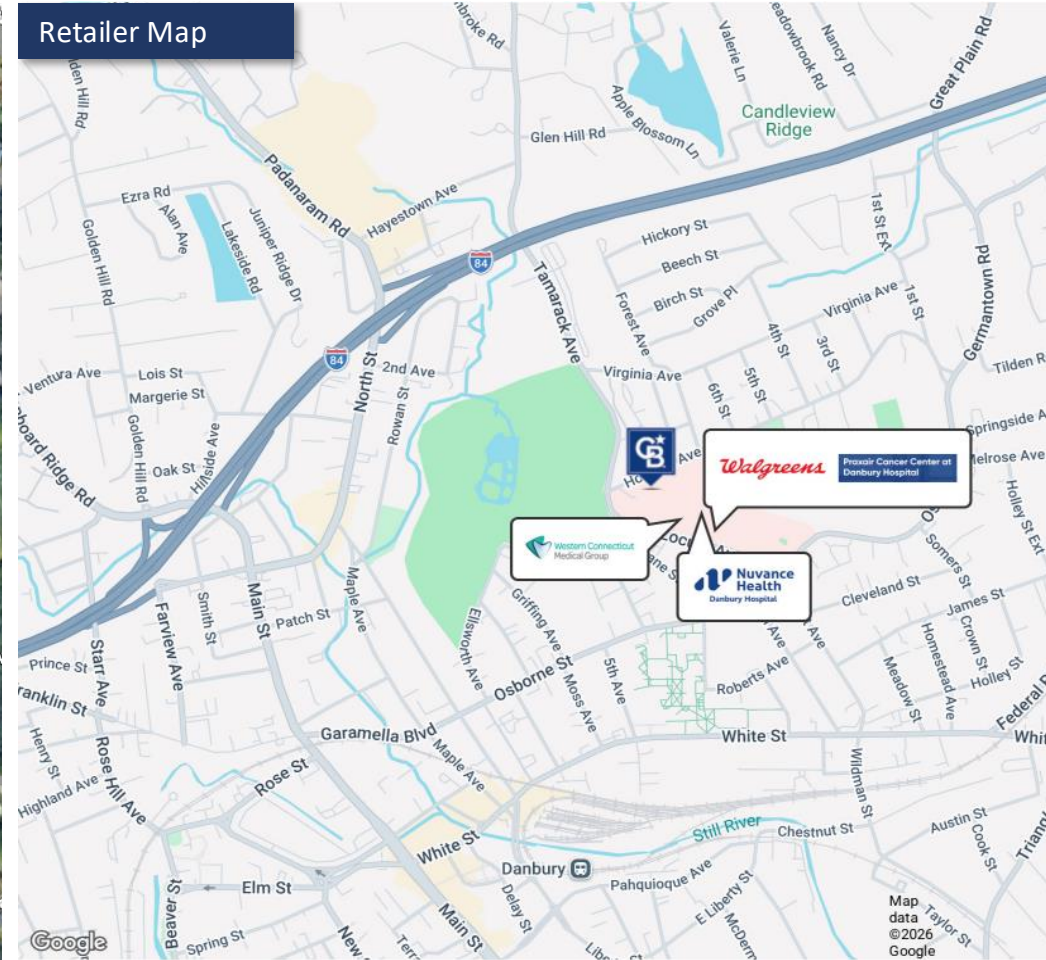 Retailer Map
Padanaram Rd
Glen Hill Rd
Apple Blossom Ln
Valerie Ln
Nancy Dr
Great Plain Rd
Candleview
Ridge
Ezra Rd
Alan Ave
Lakeside Rd
Juniper Ridge Dr
Hayestown Ave
Golden Hill Rd
84
Hickory St
Beech St
Birch St
Grove Pl
1st St Ext
1st St
Tamarack Ave
Forest Ave
Virginia Ave
4th St
3rd St
Germantown Rd
84
Ventura Ave
Lois St
Margerie St
2nd Ave
North St
Rowan St
Virginia Ave
6th St
5th St
Golden Hill Rd
Oak St
Hillside Ave
CB
Walgreens
Praxair Cancer Center at
Danbury Hospital
Holley St Ext
Western Connecticut
Medical Group
Nuvance
Health
Danbury Hospital
Somers St
Cleveland St
James St
Crown St
Homestead Ave
Holley St
Meadow St
Main St
Smith St
Patch St
Maple Ave
Farview Ave
Ellsworth Ave
Griffing Ave
Osborne St
Moss Ave
5th Ave
Roberts Ave
Prince St
Starr Ave
Garamella Blvd
White St
Henry St
Rose Hill Ave
Highland Ave
Rose St
Maple Ave
Wildman St
White St
Still River
Chestnut St
Austin St
Cook St
Danbury
Pahquioque Ave
Elm St
Beaver St
Delay St
E Liberty St
Main St
Spring St
Taylor St
Map
data
©2026
Google
Google